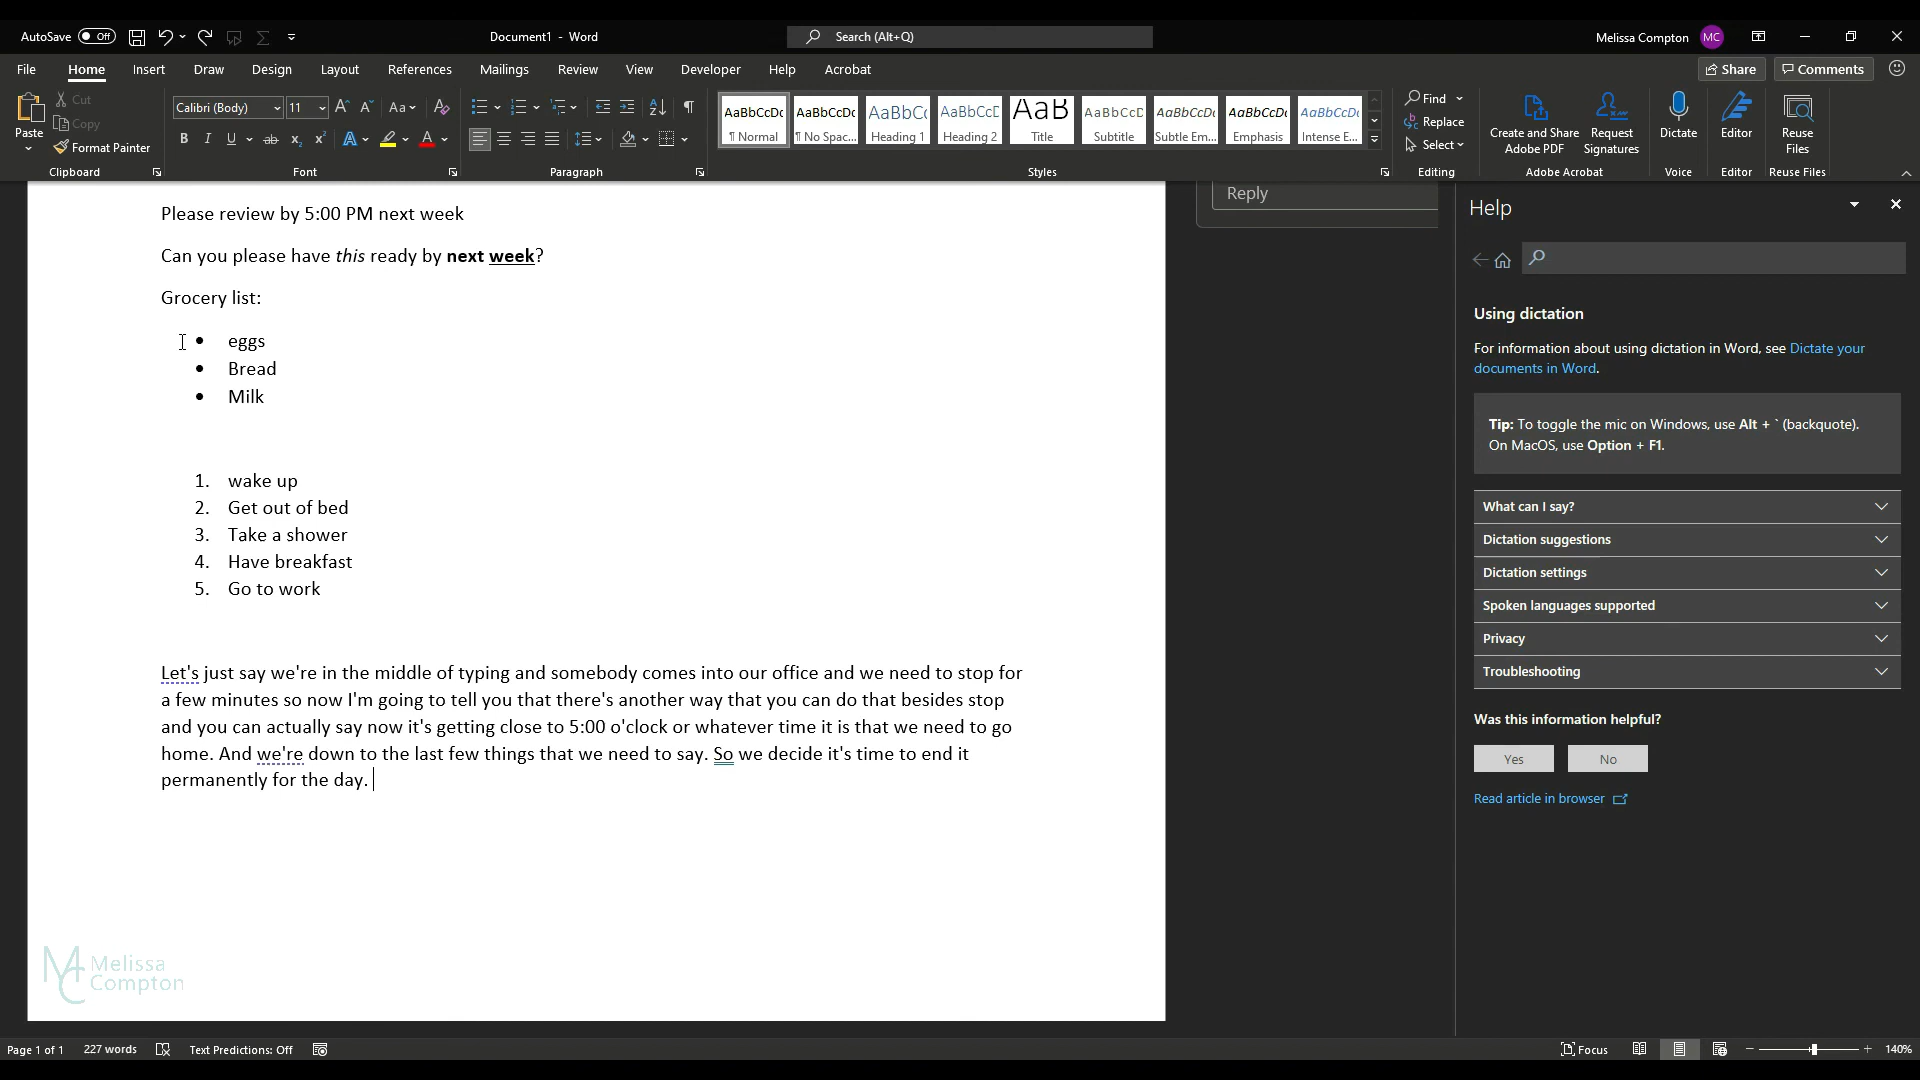 AutoSave Off
Document1 - Word
Search (Alt+Q)
Melissa Compton MC
File Home Insert Draw Design Layout References Mailings Review View Developer Help Acrobat
Share Comments
Paste
Cut
Copy
Format Painter
Clipboard
Calibri (Body) 11
Font
Paragraph
AaBbCcDc AaBbCcDc AaBbC AaBbCcD AaB AaBbCcD AaBbCcDc AaBbCcDc AaBbCcDc
¶ Normal ¶ No Spac... Heading 1 Heading 2 Title Subtitle Subtle Em... Emphasis Intense E...
Styles
Find
Replace
Select
Editing
Create and Share Adobe PDF
Request Signatures
Adobe Acrobat
Dictate
Voice
Editor
Editor
Reuse Files
Reuse Files
Please review by 5:00 PM next week
Can you please have this ready by next week?
Grocery list:
• eggs
• Bread
• Milk
1. wake up
2. Get out of bed
3. Take a shower
4. Have breakfast
5. Go to work
Let's just say we're in the middle of typing and somebody comes into our office and we need to stop for
a few minutes so now I'm going to tell you that there's another way that you can do that besides stop
and you can actually say now it's getting close to 5:00 o'clock or whatever time it is that we need to go
home. And we're down to the last few things that we need to say. So we decide it's time to end it
permanently for the day.
MC Melissa
Compton
Reply
Help
Using dictation
For information about using dictation in Word, see Dictate your
documents in Word.
Tip: To toggle the mic on Windows, use Alt + ` (backquote).
On MacOS, use Option + F1.
What can I say?
Dictation suggestions
Dictation settings
Spoken languages supported
Privacy
Troubleshooting
Was this information helpful?
Yes No
Read article in browser
Page 1 of 1 227 words Text Predictions: Off
Focus 140%